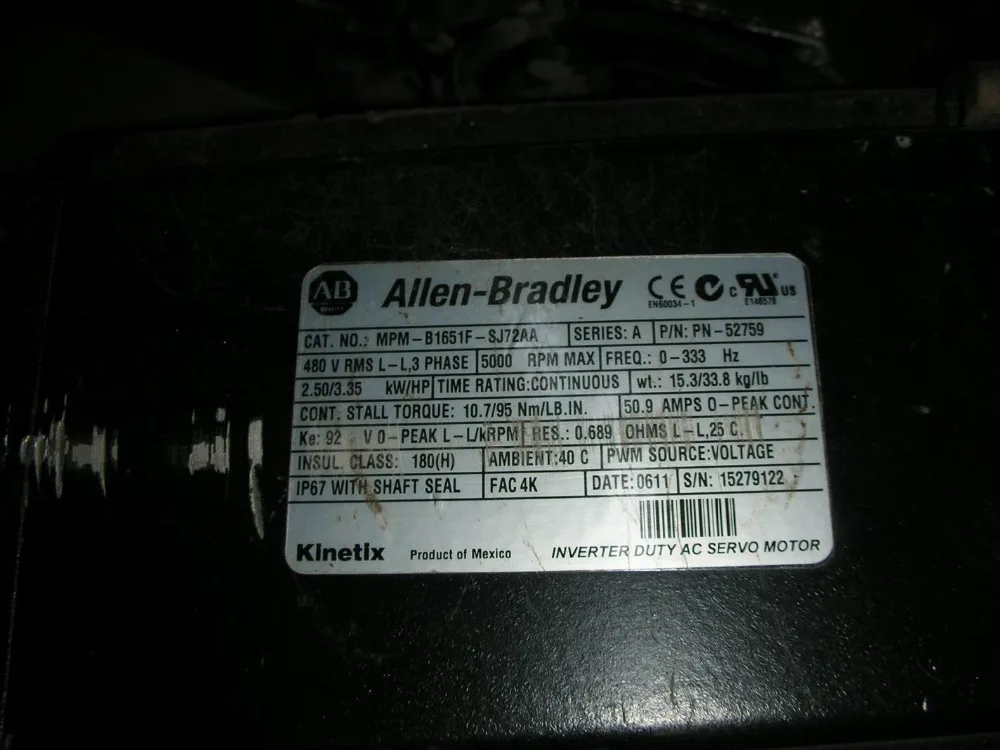 AB Allen-Bradley CE EN60034-1 C RU US E146578
CAT. NO.: MPM-B1651F-SJ72AA SERIES: A P/N: PN-52759
480 V RMS L-L,3 PHASE 5000 RPM MAX FREQ.: 0-333 Hz
2.50/3.35 kW/HP TIME RATING:CONTINUOUS wt.: 15.3/33.8 kg/lb
CONT. STALL TORQUE: 10.7/95 Nm/LB.IN. 50.9 AMPS 0-PEAK CONT.
Ke: 92 V 0-PEAK L-L/kRPM RES.: 0.689 OHMS L-L,25 C.
INSUL. CLASS: 180(H) AMBIENT:40 C PWM SOURCE:VOLTAGE
IP67 WITH SHAFT SEAL FAC 4K DATE:0611 S/N: 15279122
Kinetix Product of Mexico INVERTER DUTY AC SERVO MOTOR